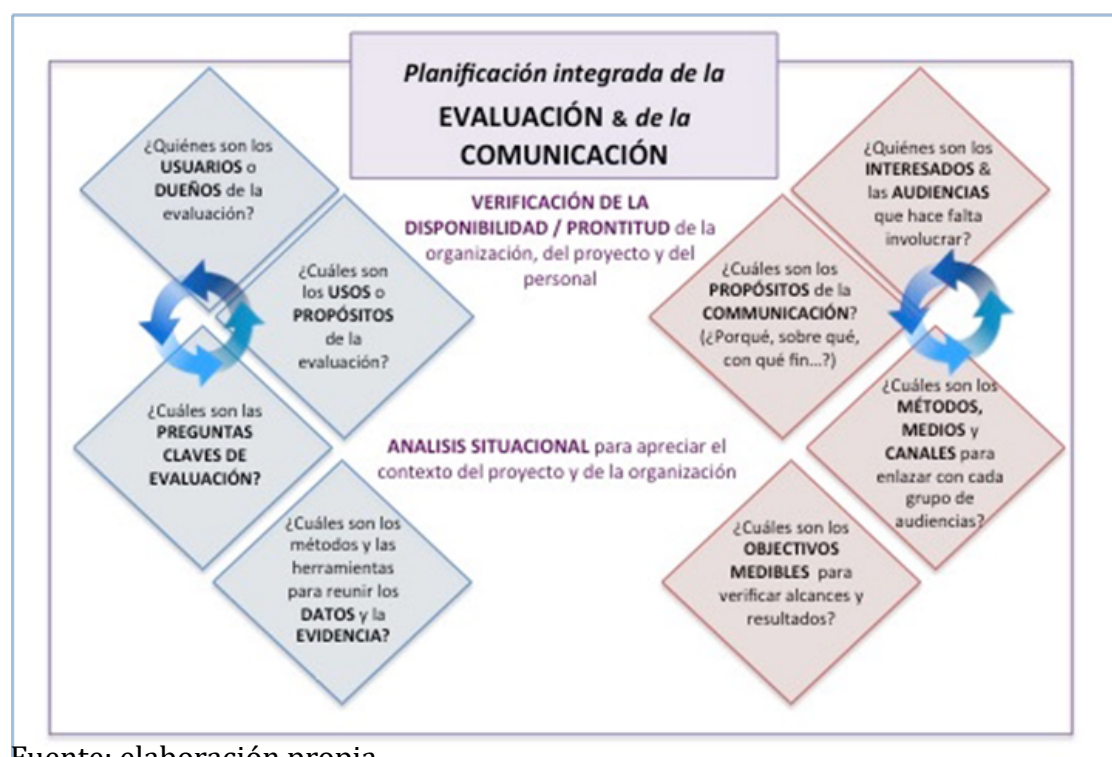 Planificación integrada de la
EVALUACIÓN & de la
COMUNICACIÓN
¿Quiénes son los
USUARIOS o
DUEÑOS de la
evaluación?
¿Cuáles son
los USOS o
PROPÓSITOS
de la
evaluación?
¿Cuáles son las
PREGUNTAS
CLAVES DE
EVALUACIÓN?
¿Cuáles son los
métodos y las
herramientas
para reunir los
DATOS y la
EVIDENCIA?
VERIFICACIÓN DE LA
DISPONIBILIDAD / PRONTITUD de la
organización, del proyecto y del
personal
ANALISIS SITUACIONAL para apreciar el
contexto del proyecto y de la organización
¿Quiénes son los
INTERESADOS &
las AUDIENCIAS
que hace falta
involucrar?
¿Cuáles son los
PROPÓSITOS de la
COMMUNICACIÓN?
(¿Porqué, sobre qué,
con qué fin...?)
¿Cuáles son los
MÉTODOS,
MEDIOS y
CANALES para
enlazar con cada
grupo de
audiencias?
¿Cuáles son los
OBJECTIVOS
MEDIBLES para
verificar alcances y
resultados?
Fuente: elaboración propia